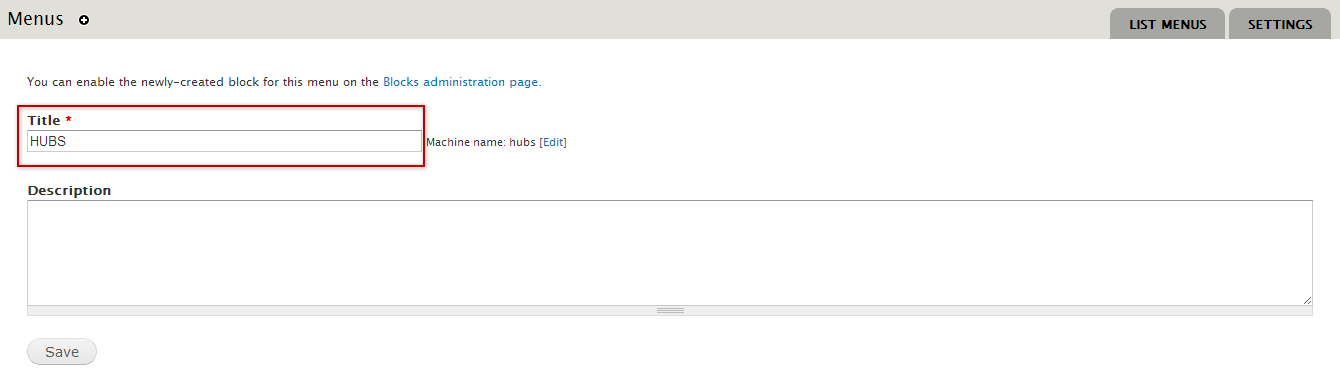 Menus
LIST MENUS
SETTINGS
You can enable the newly-created block for this menu on the Blocks administration page.
Title *
HUBS
Machine name: hubs [Edit]
Description
Save